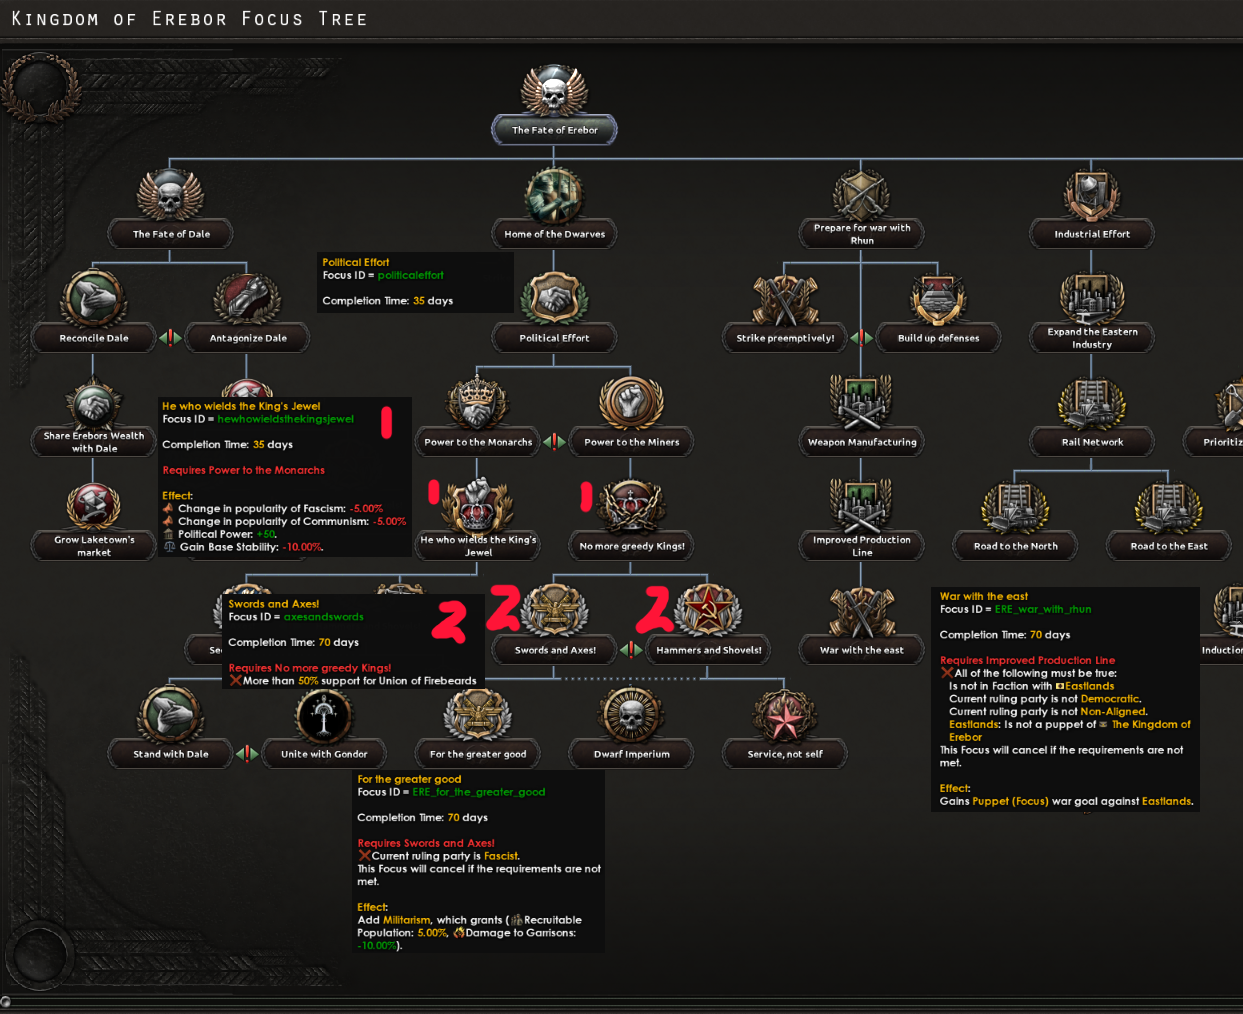 Kingdom of Erebor Focus Tree
The Fate of Erebor
The Fate of Dale
Home of the Dwarves
Prepare for war with
Rhun
Industrial Effort
Political Effort
Focus ID = politicaleffort
Completion Time: 35 days
Reconcile Dale
Antagonize Dale
Political Effort
Strike preemptively!
Build up defenses
Expand the Eastern
Industry
Share Erebors Wealth
with Dale
He who wields the King's Jewel
Focus ID = hewhowieldsthekingsjewel
Completion Time: 35 days
Requires Power to the Monarchs
Effect:
Change in popularity of Fascism: -5.00%
Change in popularity of Communism: -5.00%
Political Power: +50.
Gain Base Stability: -10.00%.
1
Power to the Monarchs
Power to the Miners
Weapon Manufacturing
Rail Network
Prioritiz
1
1
Grow Laketown's
market
He who wields the King's
Jewel
No more greedy Kings!
Improved Production
Line
Road to the North
Road to the East
Se
Swords and Axes!
Focus ID = axesandswords
Completion Time: 70 days
Requires No more greedy Kings!
More than 50% support for Union of Firebeards
2
2
2
Swords and Axes!
Hammers and Shovels!
War with the east
Induction
War with the east
Focus ID = ERE_war_with_rhun
Completion Time: 70 days
Requires Improved Production Line
All of the following must be true:
Is not in Faction with Eastlands
Current ruling party is not Democratic.
Current ruling party is not Non-Aligned.
Eastlands: Is not a puppet of The Kingdom of
Erebor
This Focus will cancel if the requirements are not
met.
Effect:
Gains Puppet (Focus) war goal against Eastlands.
Stand with Dale
Unite with Gondor
For the greater good
Dwarf Imperium
Service, not self
For the greater good
Focus ID = ERE_for_the_greater_good
Completion Time: 70 days
Requires Swords and Axes!
Current ruling party is Fascist.
This Focus will cancel if the requirements are not
met.
Effect:
Add Militarism, which grants (Recruitable
Population: 5.00%, Damage to Garrisons:
-10.00%).